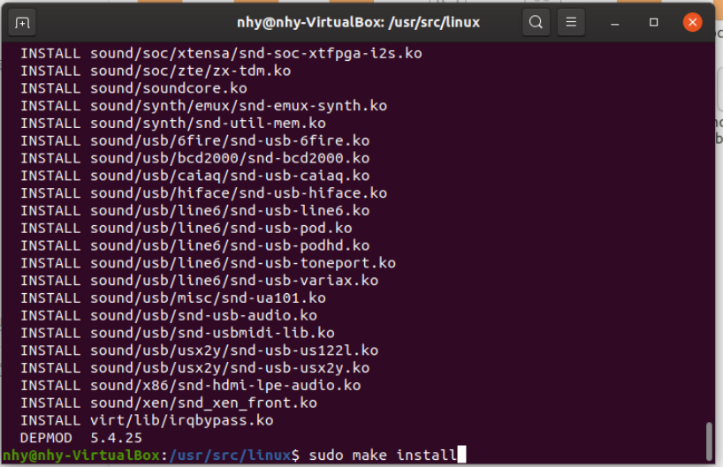 nhy@nhy-VirtualBox: /usr/src/linux
INSTALL sound/soc/xtensa/snd-soc-xtfpga-i2s.ko
INSTALL sound/soc/zte/zx-tdm.ko
INSTALL sound/soundcore.ko
INSTALL sound/synth/emux/snd-emux-synth.ko
INSTALL sound/synth/snd-util-mem.ko
INSTALL sound/usb/6fire/snd-usb-6fire.ko
INSTALL sound/usb/bcd2000/snd-bcd2000.ko
INSTALL sound/usb/caiaq/snd-usb-caiaq.ko
INSTALL sound/usb/hiface/snd-usb-hiface.ko
INSTALL sound/usb/line6/snd-usb-line6.ko
INSTALL sound/usb/line6/snd-usb-pod.ko
INSTALL sound/usb/line6/snd-usb-podhd.ko
INSTALL sound/usb/line6/snd-usb-toneport.ko
INSTALL sound/usb/line6/snd-usb-variax.ko
INSTALL sound/usb/misc/snd-ua101.ko
INSTALL sound/usb/snd-usb-audio.ko
INSTALL sound/usb/snd-usbmidi-lib.ko
INSTALL sound/usb/usx2y/snd-usb-us122l.ko
INSTALL sound/usb/usx2y/snd-usb-usx2y.ko
INSTALL sound/x86/snd-hdmi-lpe-audio.ko
INSTALL sound/xen/snd_xen_front.ko
INSTALL virt/lib/irqbypass.ko
DEPMOD 5.4.25
nhy@nhy-VirtualBox:/usr/src/linux$ sudo make install